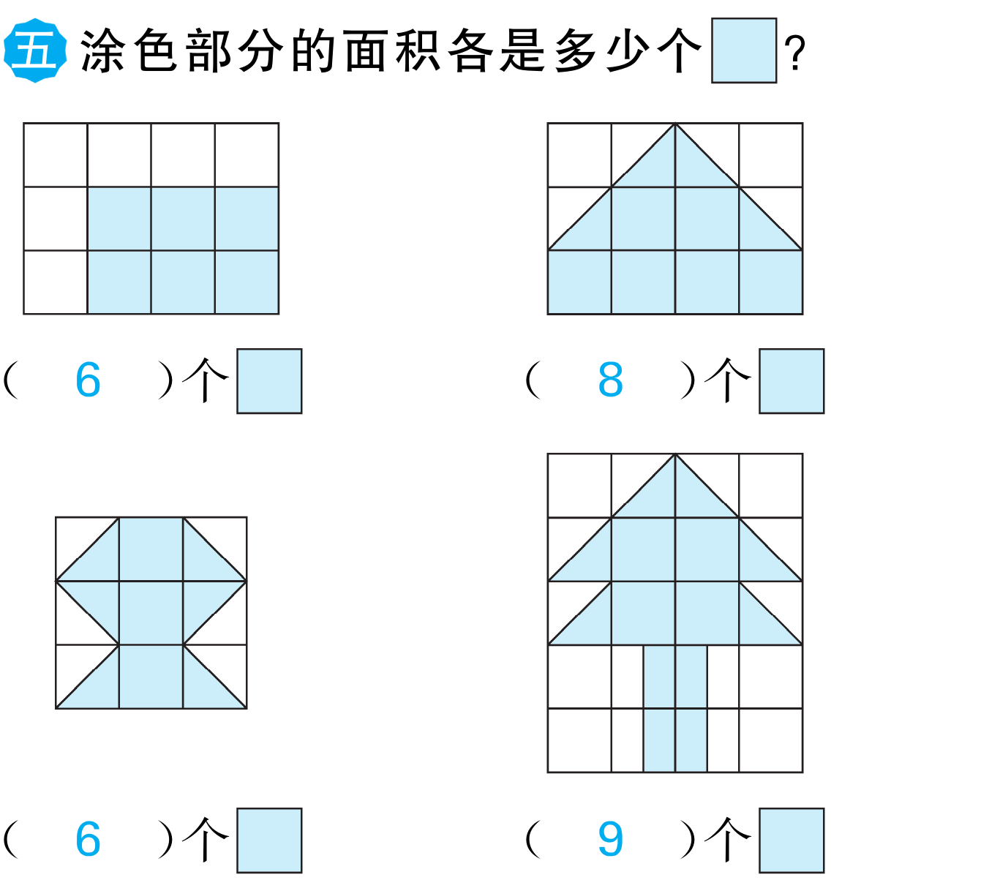 五 涂色部分的面积各是多少个?
( 6 )个 ( 8 )个
( 6 )个 ( 9 )个